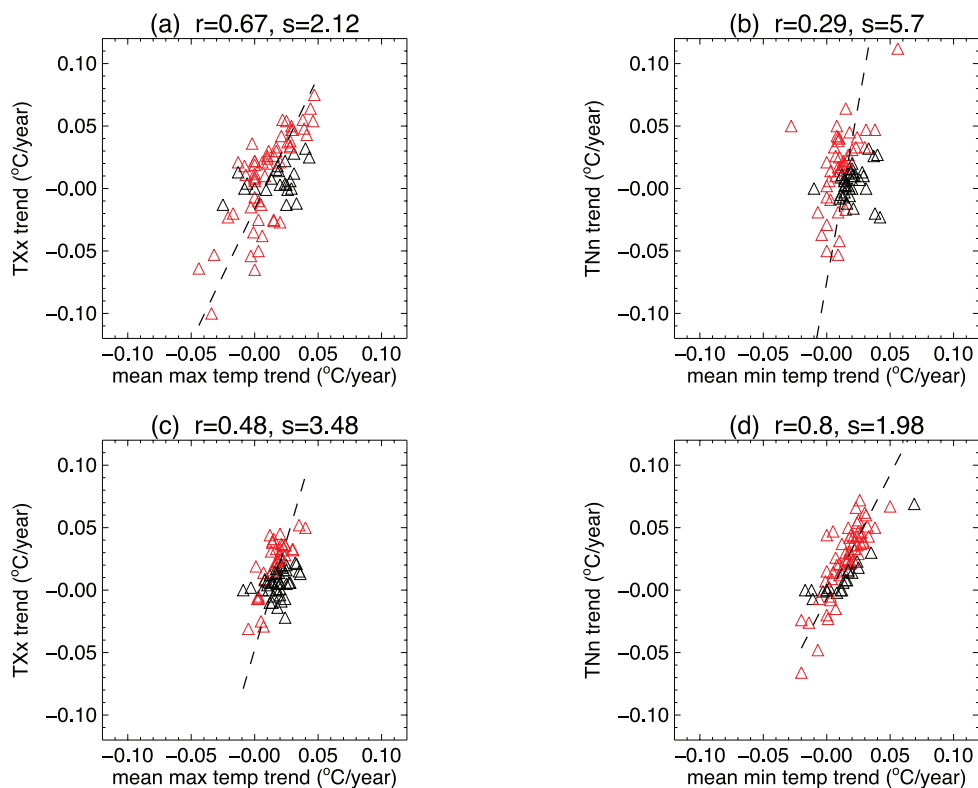 (a) r=0.67, s=2.12
0.10
0.05
−0.00
−0.05
−0.10
TXx trend (°C/year)
−0.10 −0.05 −0.00 0.05 0.10
mean max temp trend (°C/year)
(b) r=0.29, s=5.7
0.10
0.05
−0.00
−0.05
−0.10
TNn trend (°C/year)
−0.10 −0.05 −0.00 0.05 0.10
mean min temp trend (°C/year)
(c) r=0.48, s=3.48
0.10
0.05
−0.00
−0.05
−0.10
TXx trend (°C/year)
−0.10 −0.05 −0.00 0.05 0.10
mean max temp trend (°C/year)
(d) r=0.8, s=1.98
0.10
0.05
−0.00
−0.05
−0.10
TNn trend (°C/year)
−0.10 −0.05 −0.00 0.05 0.10
mean min temp trend (°C/year)